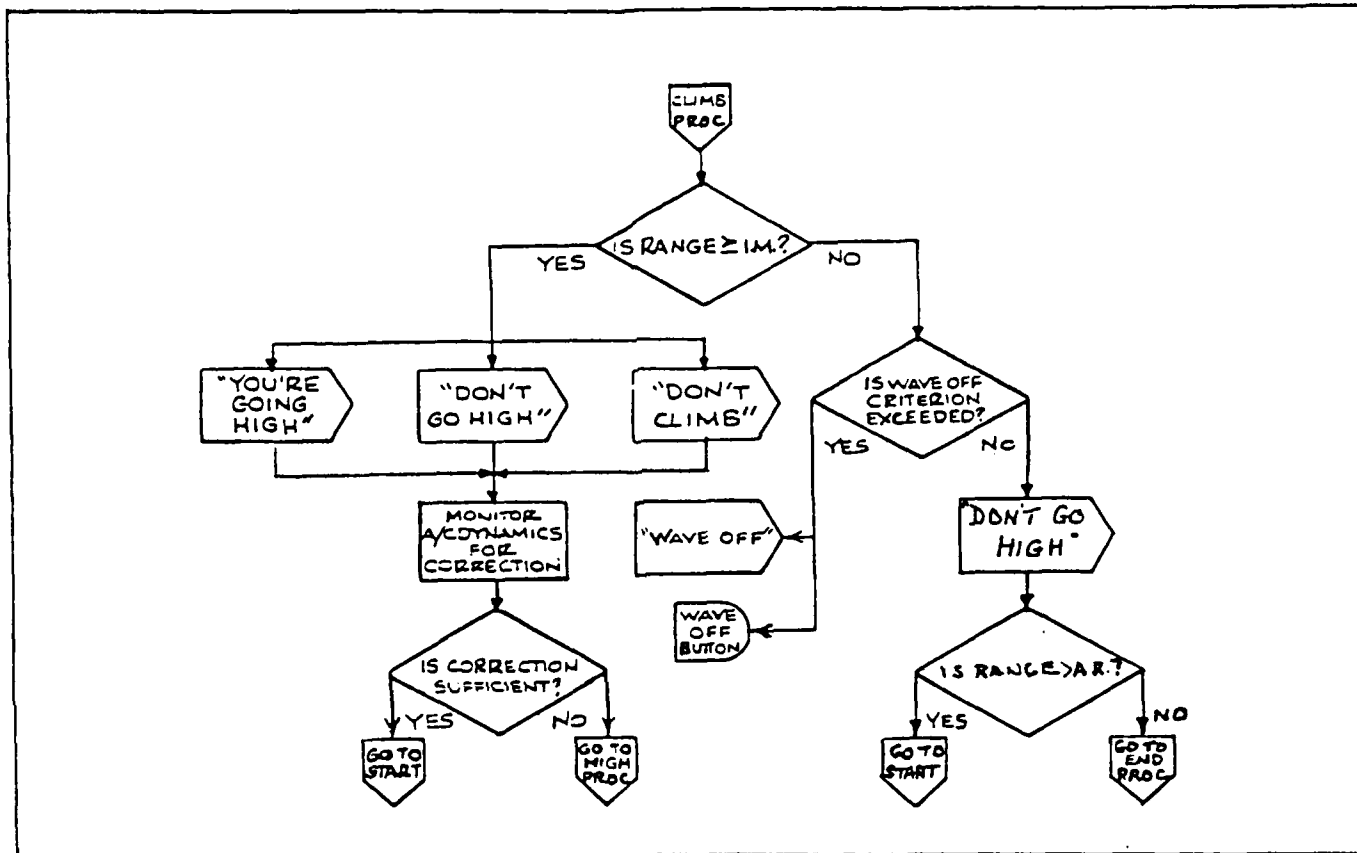 CLIMB
PROC
IS RANGE ≥ I.M.?
YES
NO
"YOU'RE
GOING
HIGH"
"DON'T
GO HIGH"
"DON'T
CLIMB"
IS WAVE OFF
CRITERION
EXCEEDED?
YES
NO
MONITOR
A/C DYNAMICS
FOR
CORRECTION
"WAVE OFF"
"DON'T GO
HIGH"
WAVE
OFF
BUTTON
IS CORRECTION
SUFFICIENT?
YES
NO
IS RANGE>A.R.?
YES
NO
GO TO
START
GO TO
HIGH
PROC
GO TO
START
GO TO
END
PROC